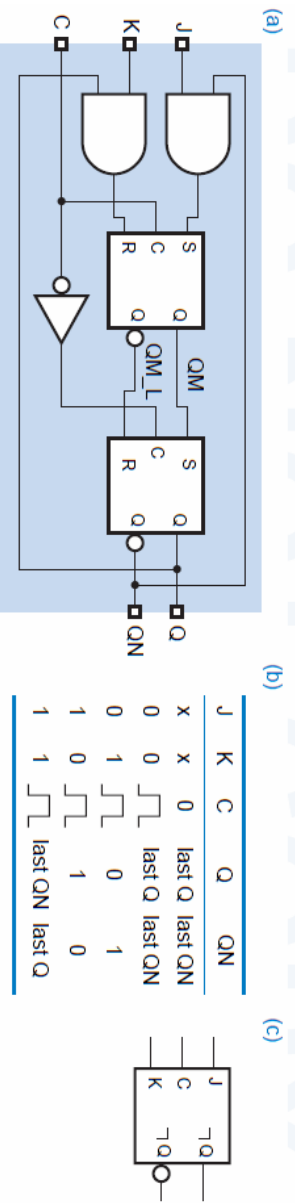 (a)
J
K
C
S
C
R
Q
Q
QM
QM_L
S
C
R
Q
Q
Q
QN
(b)
J K C Q QN
x x 0 last Q last QN
0 0 last Q last QN
0 1 0 1
1 0 1 0
1 1 last QN last Q
(c)
J
C
K
¬Q
¬Q